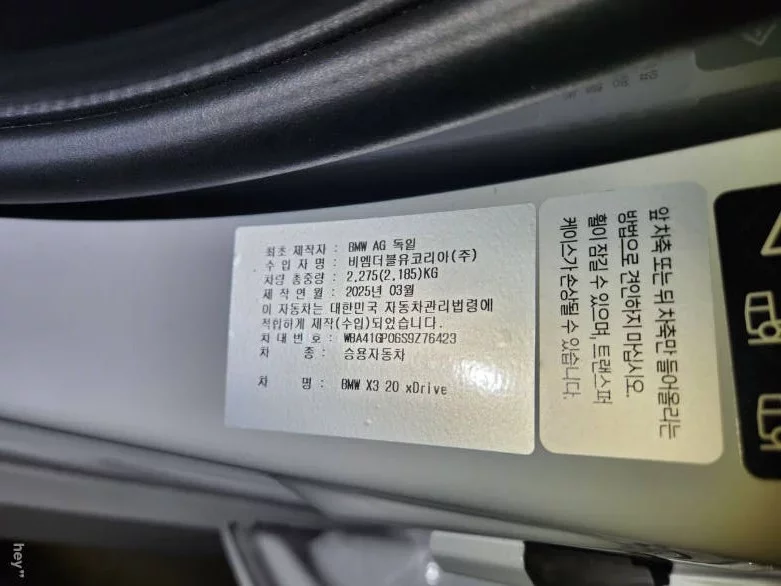 최초 제작자 : BMW AG 독일
수 입 자 명 : 비엠더블유코리아(주)
차량 총중량 : 2,275(2,185)KG
제 작 연 월 : 2025년 03월
이 자동차는 대한민국 자동차관리법령에
적합하게 제작(수입)되었습니다.
차 대 번 호 : WBA41GP06S9Z76423
차 종 : 승용자동차
차 명 : BMW X3 20 xDrive
앞 차축 또는 뒤 차축만 들어올리는
방법으로 견인하지 마십시오.
휠이 잠길 수 있으며, 트랜스퍼
케이스가 손상될 수 있습니다.
hey"